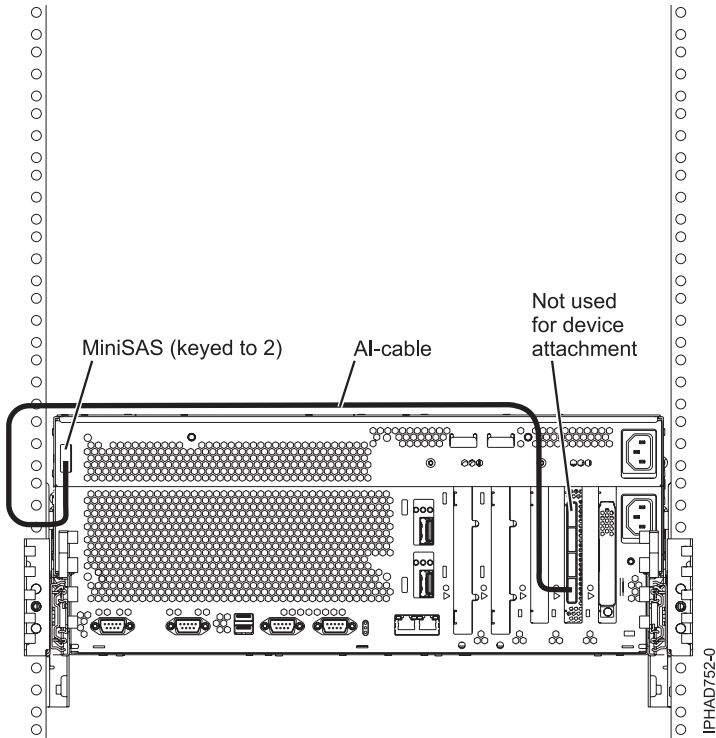 Not used
for device
attachment
MiniSAS (keyed to 2)
AI-cable
IPHAD752-0